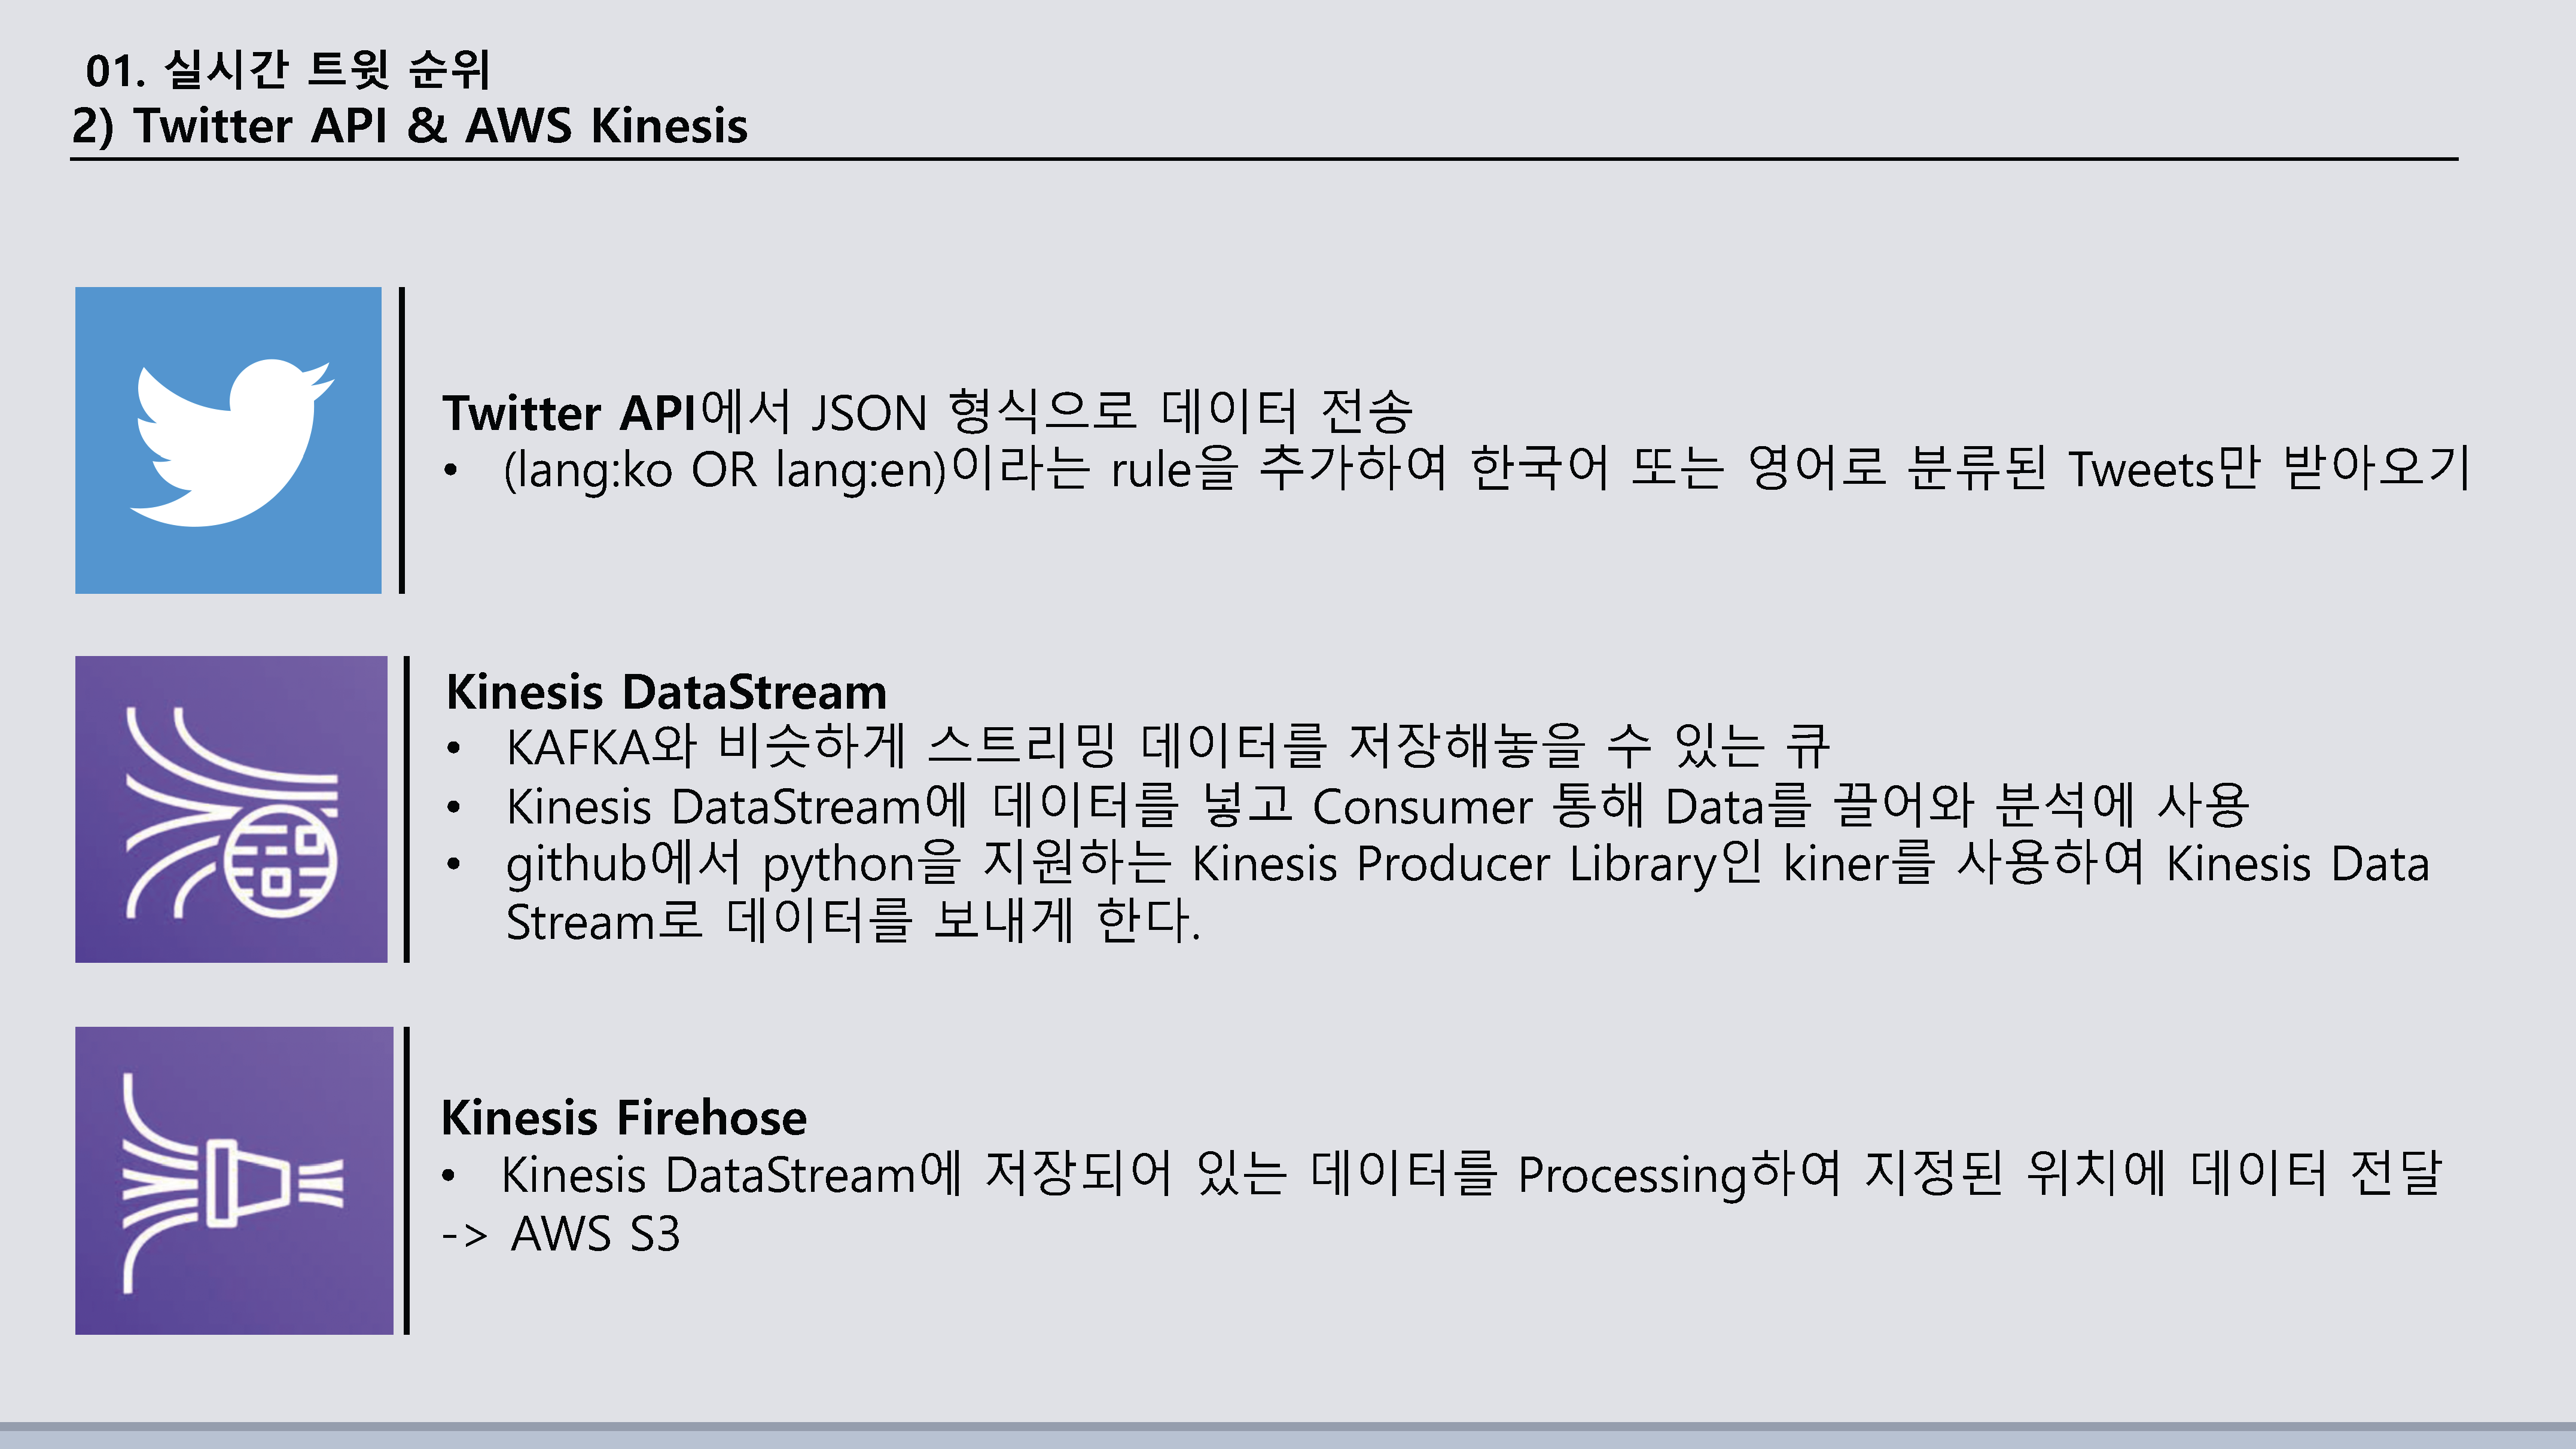 01. 실시간 트윗 순위
2) Twitter API & AWS Kinesis
Twitter API에서 JSON 형식으로 데이터 전송
• (lang:ko OR lang:en)이라는 rule을 추가하여 한국어 또는 영어로 분류된 Tweets만 받아오기
Kinesis DataStream
• KAFKA와 비슷하게 스트리밍 데이터를 저장해놓을 수 있는 큐
• Kinesis DataStream에 데이터를 넣고 Consumer 통해 Data를 끌어와 분석에 사용
• github에서 python을 지원하는 Kinesis Producer Library인 kiner를 사용하여 Kinesis Data
Stream로 데이터를 보내게 한다.
Kinesis Firehose
• Kinesis DataStream에 저장되어 있는 데이터를 Processing하여 지정된 위치에 데이터 전달
-> AWS S3